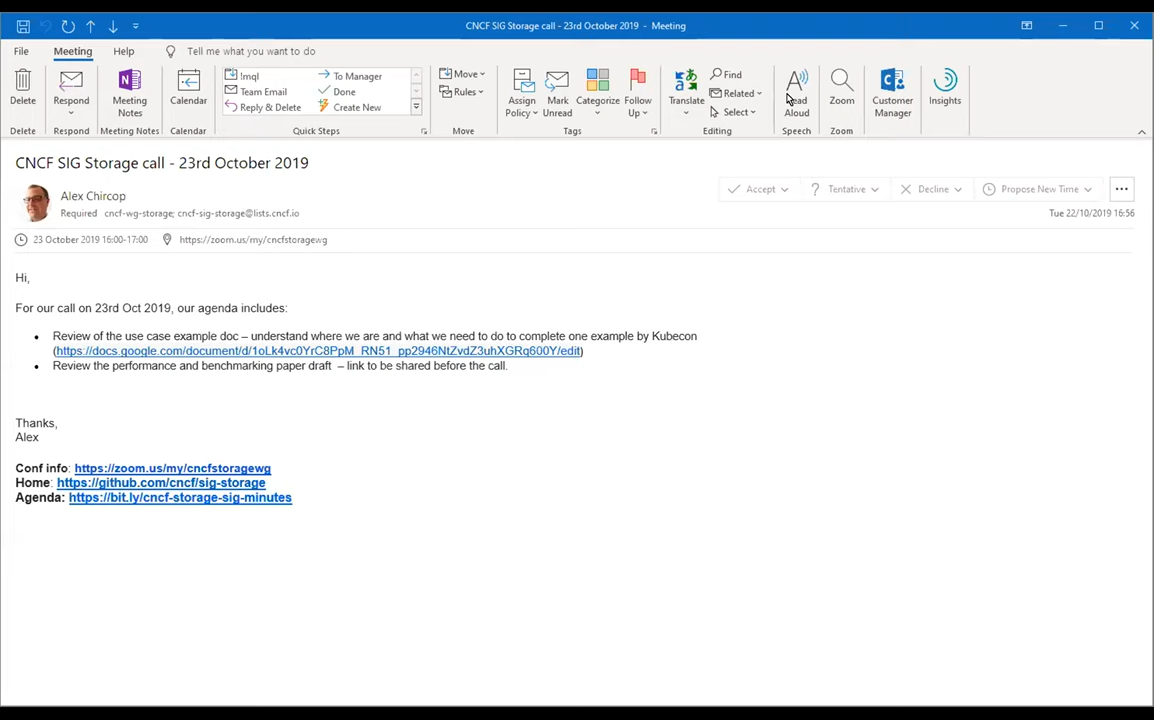 CNCF SIG Storage call - 23rd October 2019 - Meeting
File Meeting Help Tell me what you want to do
Delete
Respond
Meeting Notes
Calendar
!mql
Team Email
Reply & Delete
To Manager
Done
Create New
Move
Rules
Assign Policy
Mark Unread
Categorize
Follow Up
Translate
Find
Related
Select
Zoom
Customer Manager
Insights
Delete Respond Meeting Notes Calendar Quick Steps Move Tags Editing Speech Zoom
CNCF SIG Storage call - 23rd October 2019
Alex Chircop
Required cncf-wg-storage; cncf-sig-storage@lists.cncf.io
Accept ? Tentative Decline Propose New Time ...
Tue 22/10/2019 16:56
23 October 2019 16:00-17:00 https://zoom.us/my/cncfstoragewg
Hi,
For our call on 23rd Oct 2019, our agenda includes:
• Review of the use case example doc – understand where we are and what we need to do to complete one example by Kubecon
(https://docs.google.com/document/d/1oLk4vc0YrC8PpM_RN51_pp2946NtZvdZ3uhXGRq600Y/edit)
• Review the performance and benchmarking paper draft – link to be shared before the call.
Thanks,
Alex
Conf info: https://zoom.us/my/cncfstoragewg
Home: https://github.com/cncf/sig-storage
Agenda: https://bit.ly/cncf-storage-sig-minutes